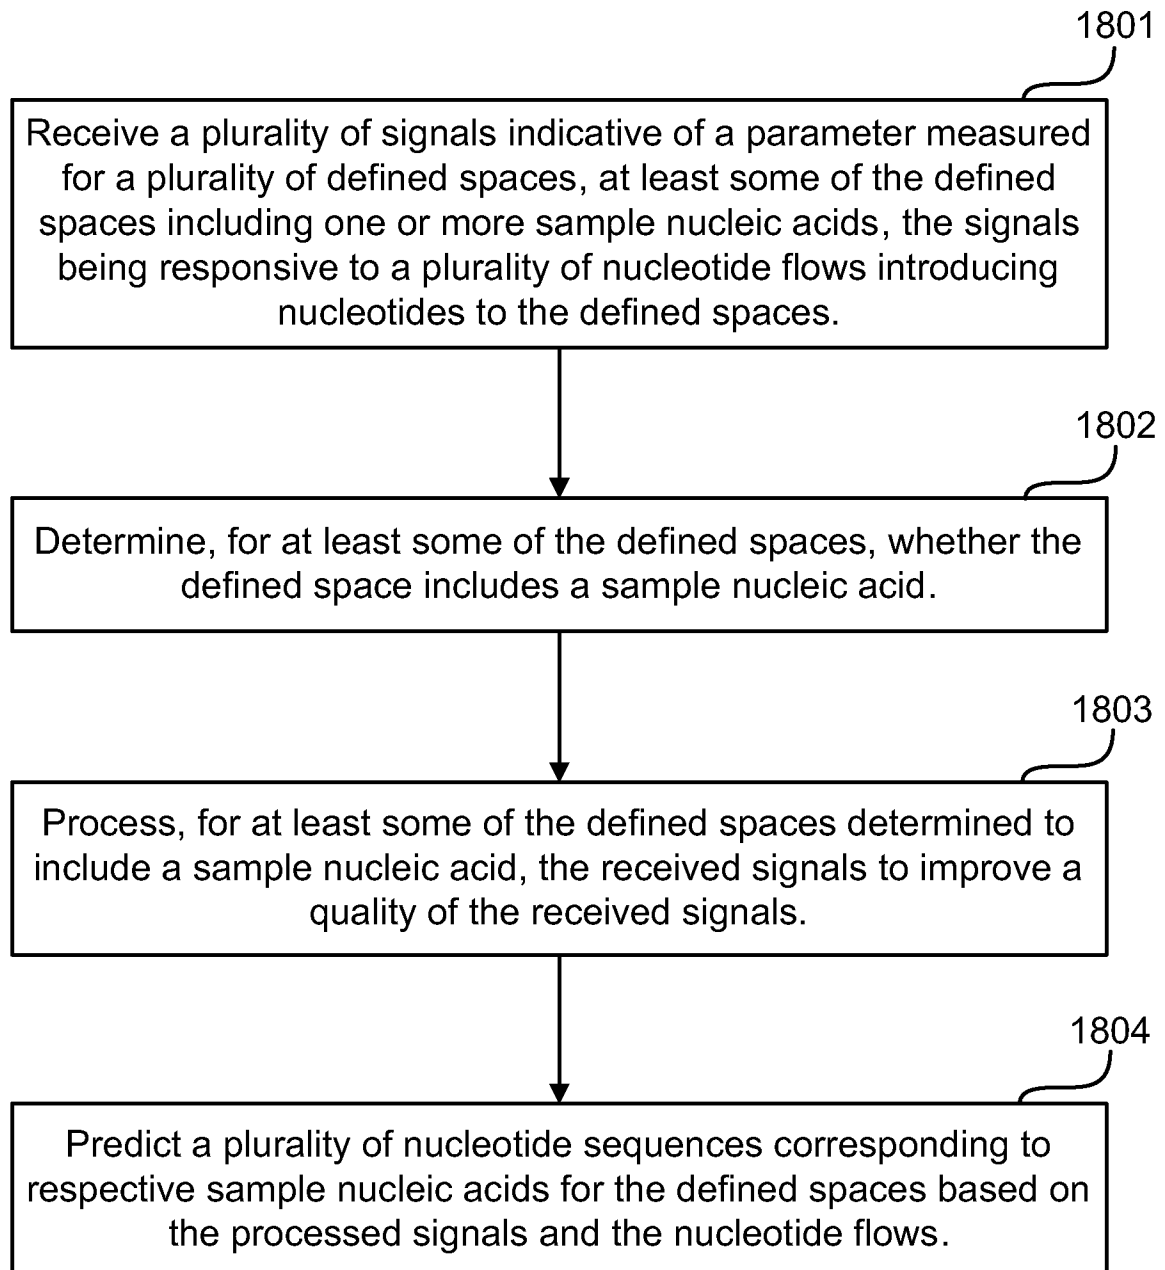 1801
Receive a plurality of signals indicative of a parameter measured
for a plurality of defined spaces, at least some of the defined
spaces including one or more sample nucleic acids, the signals
being responsive to a plurality of nucleotide flows introducing
nucleotides to the defined spaces.
1802
Determine, for at least some of the defined spaces, whether the
defined space includes a sample nucleic acid.
1803
Process, for at least some of the defined spaces determined to
include a sample nucleic acid, the received signals to improve a
quality of the received signals.
1804
Predict a plurality of nucleotide sequences corresponding to
respective sample nucleic acids for the defined spaces based on
the processed signals and the nucleotide flows.